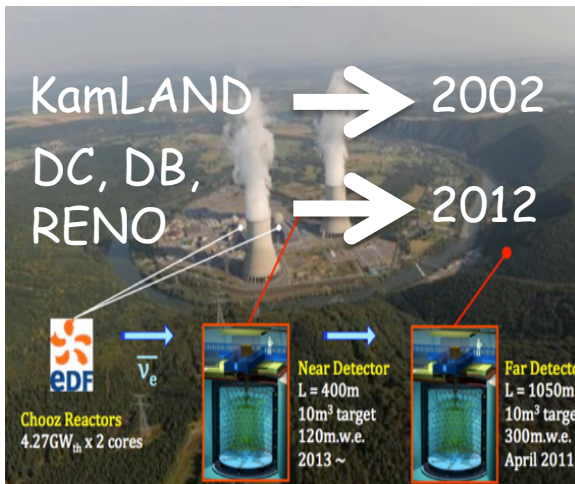 KamLAND → 2002
DC, DB,
RENO → 2012
eDF
ν̅e
Chooz Reactors
4.27GWth x 2 cores
Near Detector
L = 400m
10m³ target
120m.w.e.
2013 ~
Far Detecto
L = 1050m
10m³ targe
300m.w.e.
April 2011